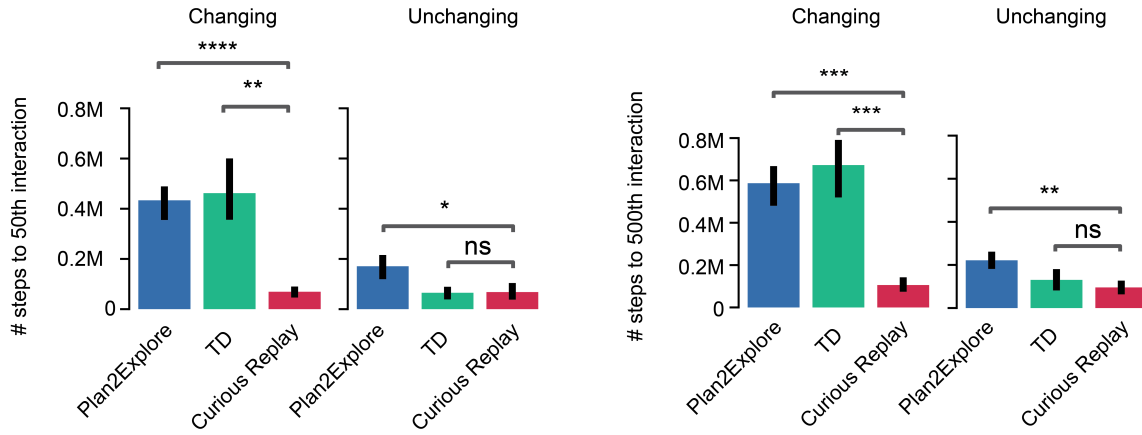 Changing
Unchanging
****
**
# steps to 50th interaction
0.8M
0.6M
0.4M
0.2M
0
*
ns
Plan2Explore
TD
Curious Replay
Plan2Explore
TD
Curious Replay
Changing
Unchanging
***
***
# steps to 500th interaction
0.8M
0.6M
0.4M
0.2M
0
**
ns
Plan2Explore
TD
Curious Replay
Plan2Explore
TD
Curious Replay